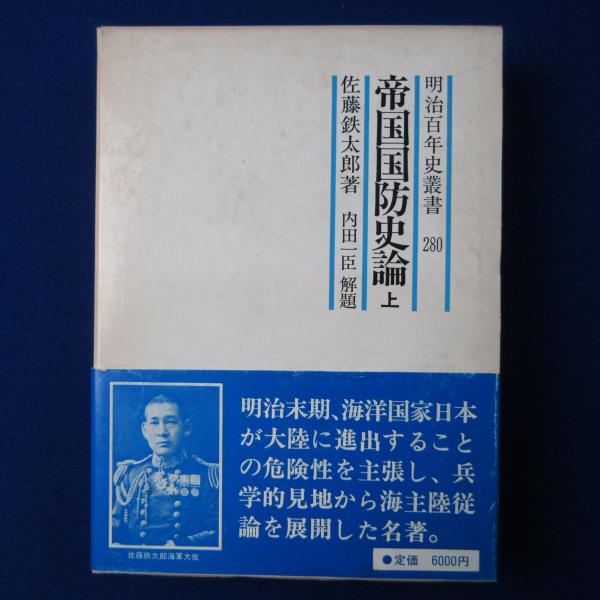 明治百年史叢書 280
帝国国防史論 上
佐藤鉄太郎著 内田一臣 解題
明治末期、海洋国家日本
が大陸に進出すること
の危険性を主張し、兵
学的見地から海主陸従
論を展開した名著。
佐藤鉄太郎海軍大佐
●定価 6000円